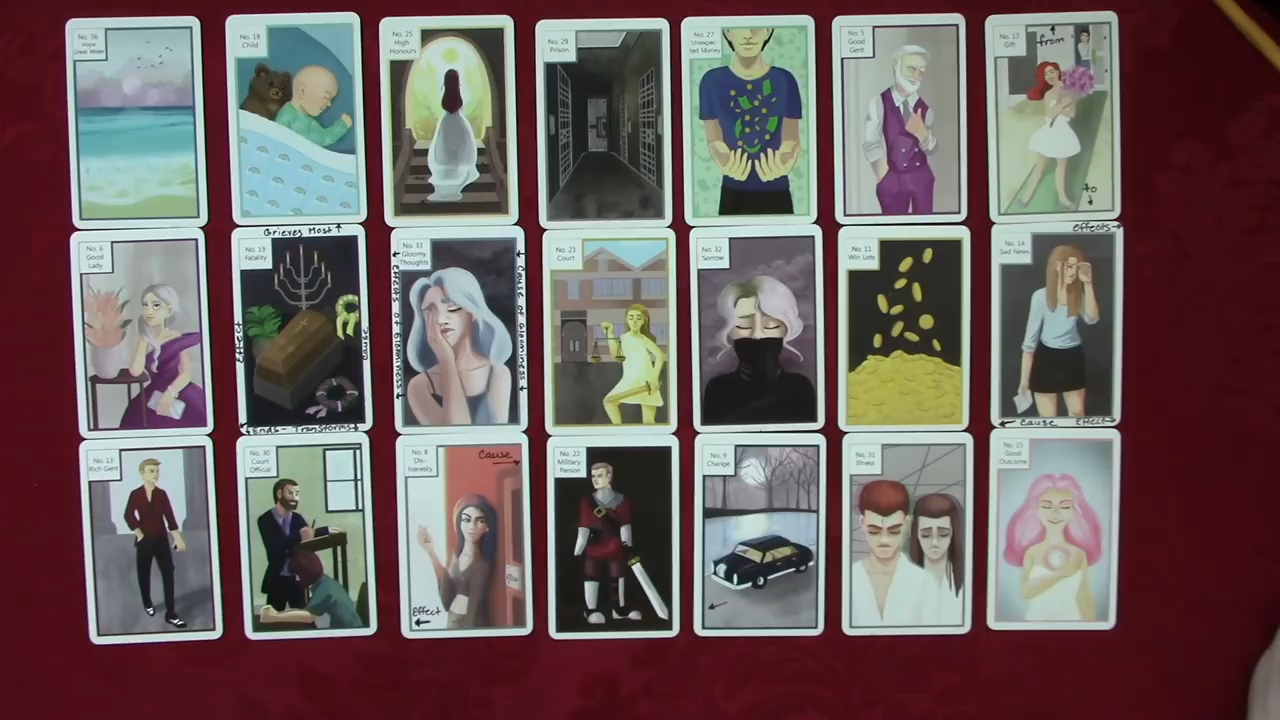 No. 36
Hope
Great Water
No. 18
Child
No. 25
High
Honours
No. 29
Prison
No. 27
Unexpec-
ted Money
No. 5
Good
Gent
No. 17
Gift
from
to
No. 6
Good
Lady
No. 19
Fatality
Grieves Most
Effect
Cause
Ends - Transforms
No. 33
Gloomy
Thoughts
Effects of Gloominess
Cause of Gloominess
No. 23
Court
No. 32
Sorrow
No. 11
Win Lots
No. 14
Sad News
effects
Cause Effect
No. 13
Rich Gent
No. 30
Court
Official
No. 8
Dis-
honesty
Cause
Effect
No. 22
Military
Person
No. 9
Change
No. 31
Illness
No. 15
Good
Outcome